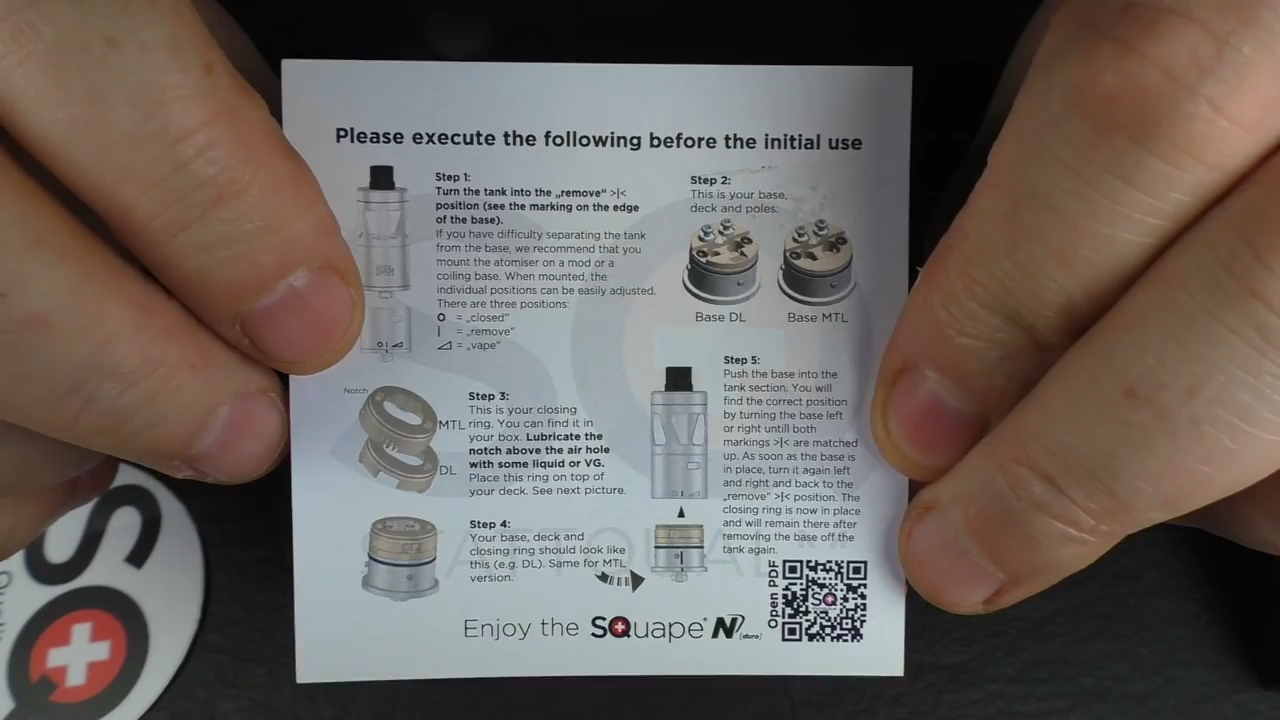 Please execute the following before the initial use
Step 1:
Turn the tank into the „remove“ >|<
position (see the marking on the edge
of the base).
If you have difficulty separating the tank
from the base, we recommend that you
mount the atomiser on a mod or a
coiling base. When mounted, the
individual positions can be easily adjusted.
There are three positions:
O = „closed“
| = „remove“
⊿ = „vape“
Step 2:
This is your base,
deck and poles:
Base DL
Base MTL
Notch
MTL
DL
Step 3:
This is your closing
ring. You can find it in
your box. Lubricate the
notch above the air hole
with some liquid or VG.
Place this ring on top of
your deck. See next picture.
Step 4:
Your base, deck and
closing ring should look like
this (e.g. DL). Same for MTL
version.
Step 5:
Push the base into the
tank section. You will
find the correct position
by turning the base left
or right untill both
markings >|< are matched
up. As soon as the base is
in place, turn it again left
and right and back to the
„remove“ >|< position. The
closing ring is now in place
and will remain there after
removing the base off the
tank again.
Open PDF
Enjoy the SQuape® N [duro]
SQ